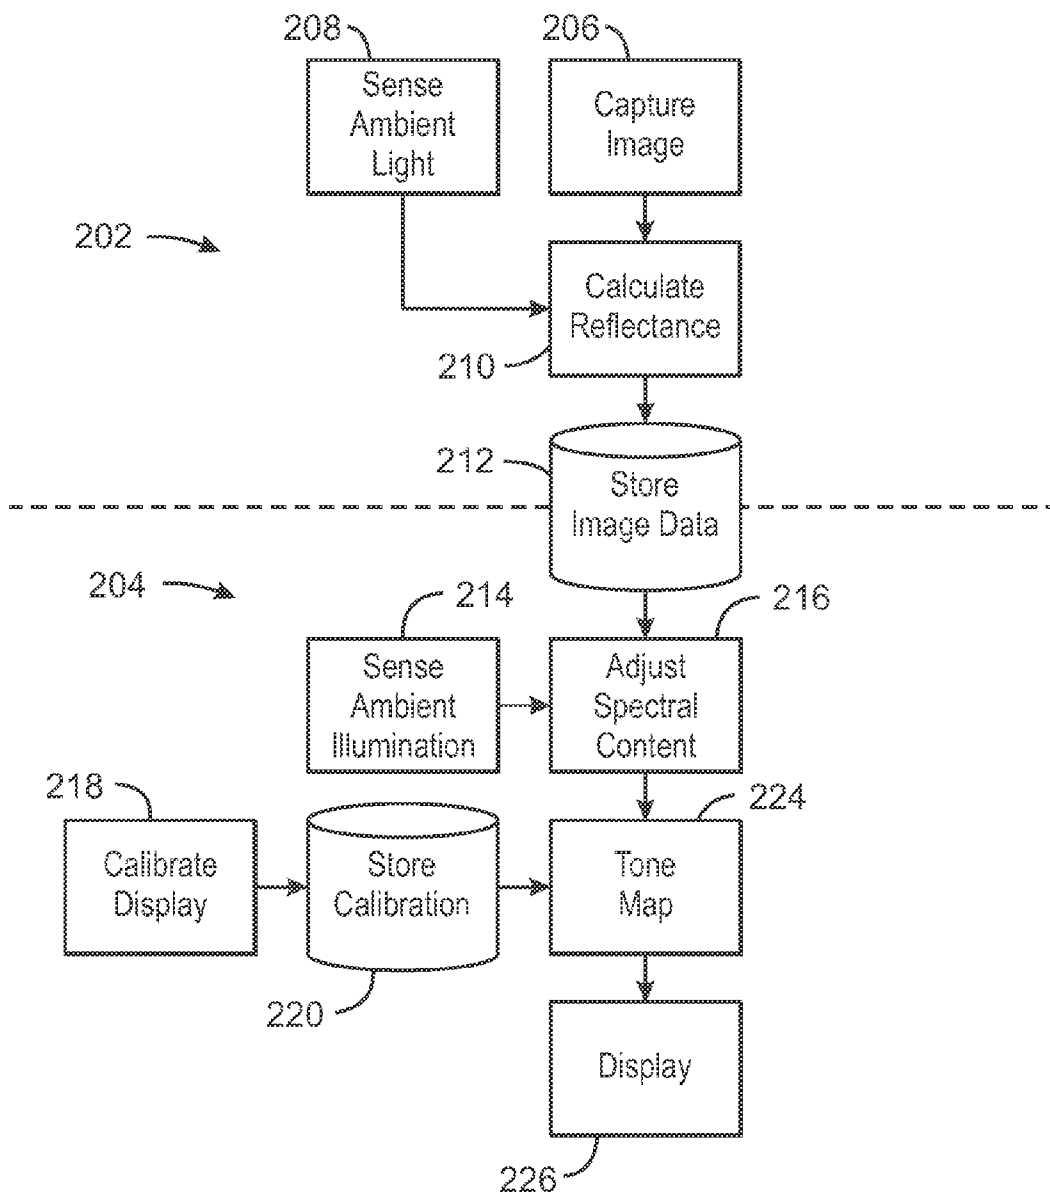 208
206
Sense
Ambient
Light
Capture
Image
202
Calculate
Reflectance
210
212
Store
Image Data
204
214
216
Sense
Ambient
Illumination
Adjust
Spectral
Content
218
224
Calibrate
Display
Store
Calibration
Tone
Map
220
Display
226